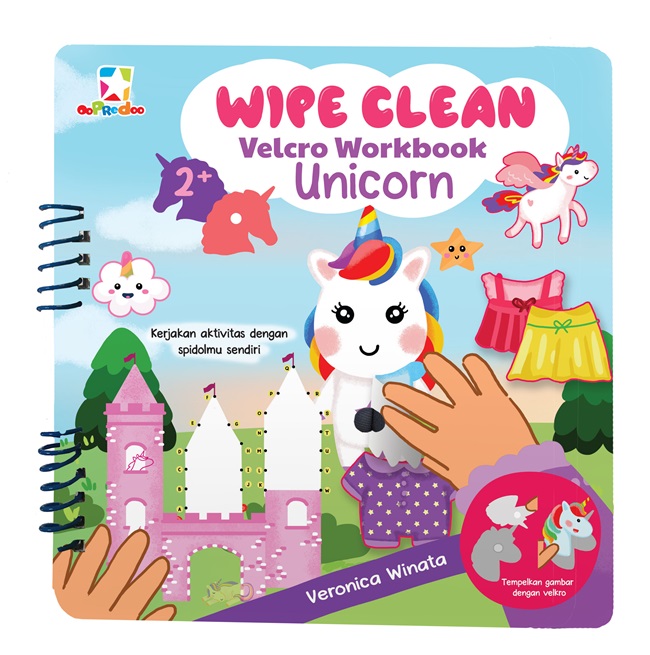 ooPRedoo
WIPE CLEAN
Velcro Workbook
Unicorn
2+
Kerjakan aktivitas dengan
spidolmu sendiri
Veronica Winata
Tempelkan gambar
dengan velkro